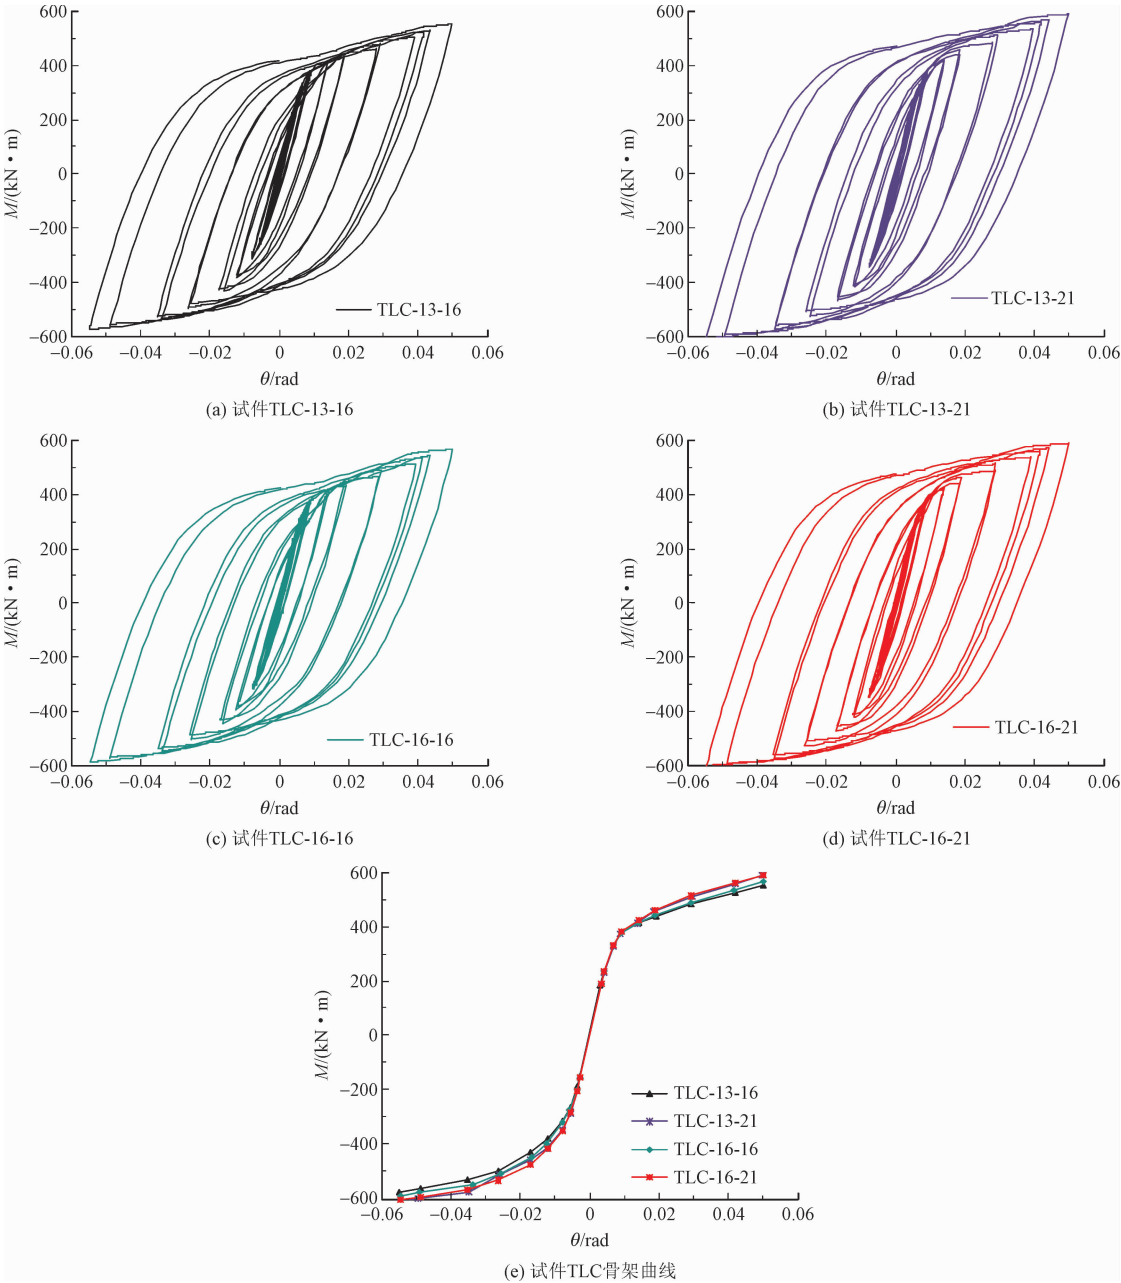 600
400
200
0
−200
−400
−600
M/(kN·m)
−0.06 −0.04 −0.02 0 0.02 0.04 0.06
θ/rad
TLC-13-16
(a) 试件TLC-13-16
600
400
200
0
−200
−400
−600
M/(kN·m)
−0.06 −0.04 −0.02 0 0.02 0.04 0.06
θ/rad
TLC-13-21
(b) 试件TLC-13-21
600
400
200
0
−200
−400
−600
M/(kN·m)
−0.06 −0.04 −0.02 0 0.02 0.04 0.06
θ/rad
TLC-16-16
(c) 试件TLC-16-16
600
400
200
0
−200
−400
−600
M/(kN·m)
−0.06 −0.04 −0.02 0 0.02 0.04 0.06
θ/rad
TLC-16-21
(d) 试件TLC-16-21
600
400
200
0
−200
−400
−600
M/(kN·m)
−0.06 −0.04 −0.02 0 0.02 0.04 0.06
θ/rad
TLC-13-16
TLC-13-21
TLC-16-16
TLC-16-21
(e) 试件TLC骨架曲线